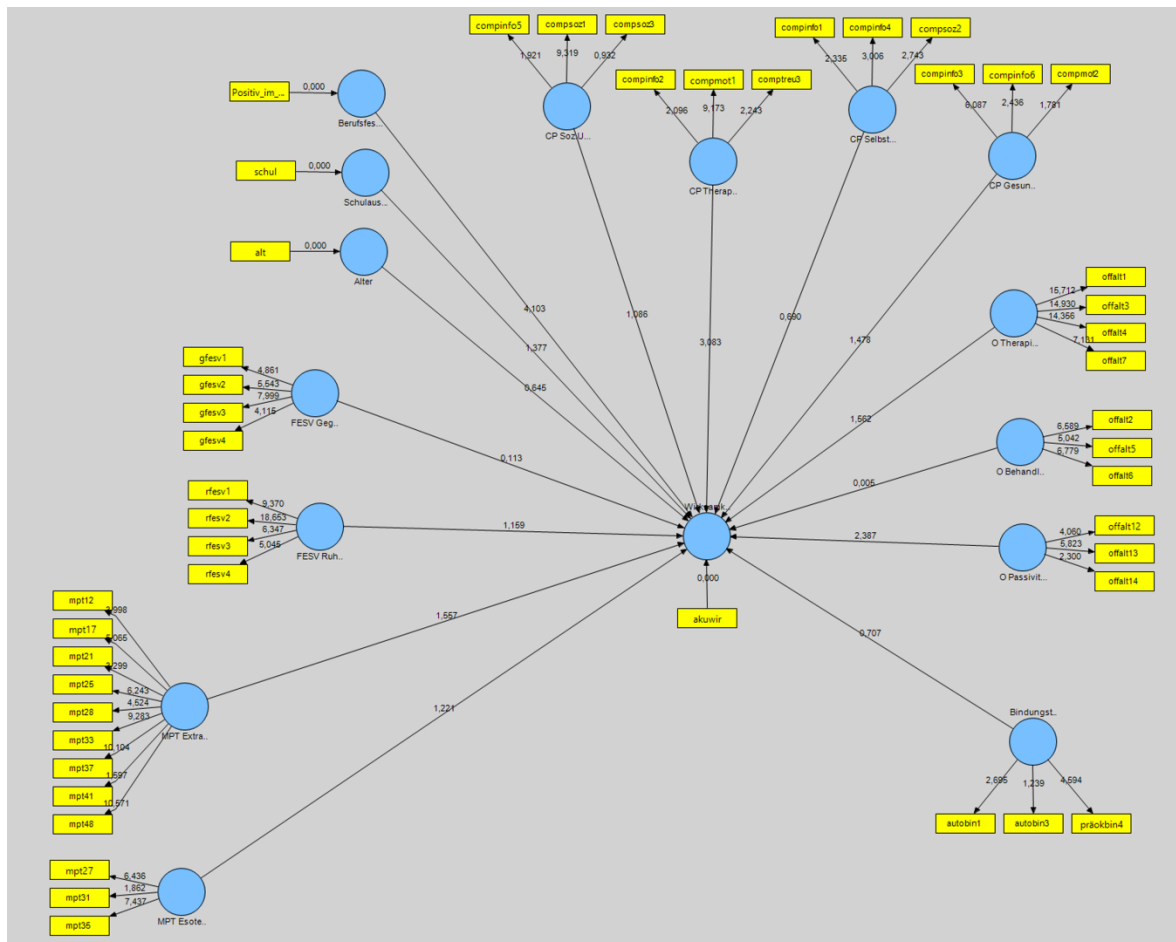 compinfo5
compsoz1
compsoz3
1,921
9,319
0,932
CP Soz U...
compinfo1
compinfo4
compsoz2
2,335
3,006
2,743
CP Selbst...
compinfo2
compmot1
comptreu3
2,096
9,173
2,243
CP Therap..
compinfo3
compinfo6
compmot2
6,087
2,436
1,781
CP Gesun..
Positiv_im_...
0,000
Berufsfes...
schul
0,000
Schulaus...
alt
0,000
Alter
4,103
1,377
0,645
1,086
3,083
0,690
1,478
offalt1
offalt3
offalt4
offalt7
15,712
14,930
14,356
7,131
O Therapi...
1,562
gfesv1
gfesv2
gfesv3
gfesv4
4,861
5,543
7,999
4,115
FESV Geg..
0,113
offalt2
offalt5
offalt6
6,589
5,042
6,779
O Behandl..
0,005
rfesv1
rfesv2
rfesv3
rfesv4
9,370
18,653
6,347
5,045
FESV Ruh..
1,159
offalt12
offalt13
offalt14
4,060
5,823
2,300
O Passivit...
2,387
0,000
akuwir
mpt12
mpt17
mpt21
mpt25
mpt28
mpt33
mpt37
mpt41
mpt48
5,065
6,243
4,524
9,283
10,104
1,597
10,571
MPT Extra..
1,557
mpt27
mpt31
mpt35
6,436
1,862
7,437
MPT Esote..
1,221
0,707
Bindungst..
2,695
1,239
4,594
autobin1
autobin3
präokbin4